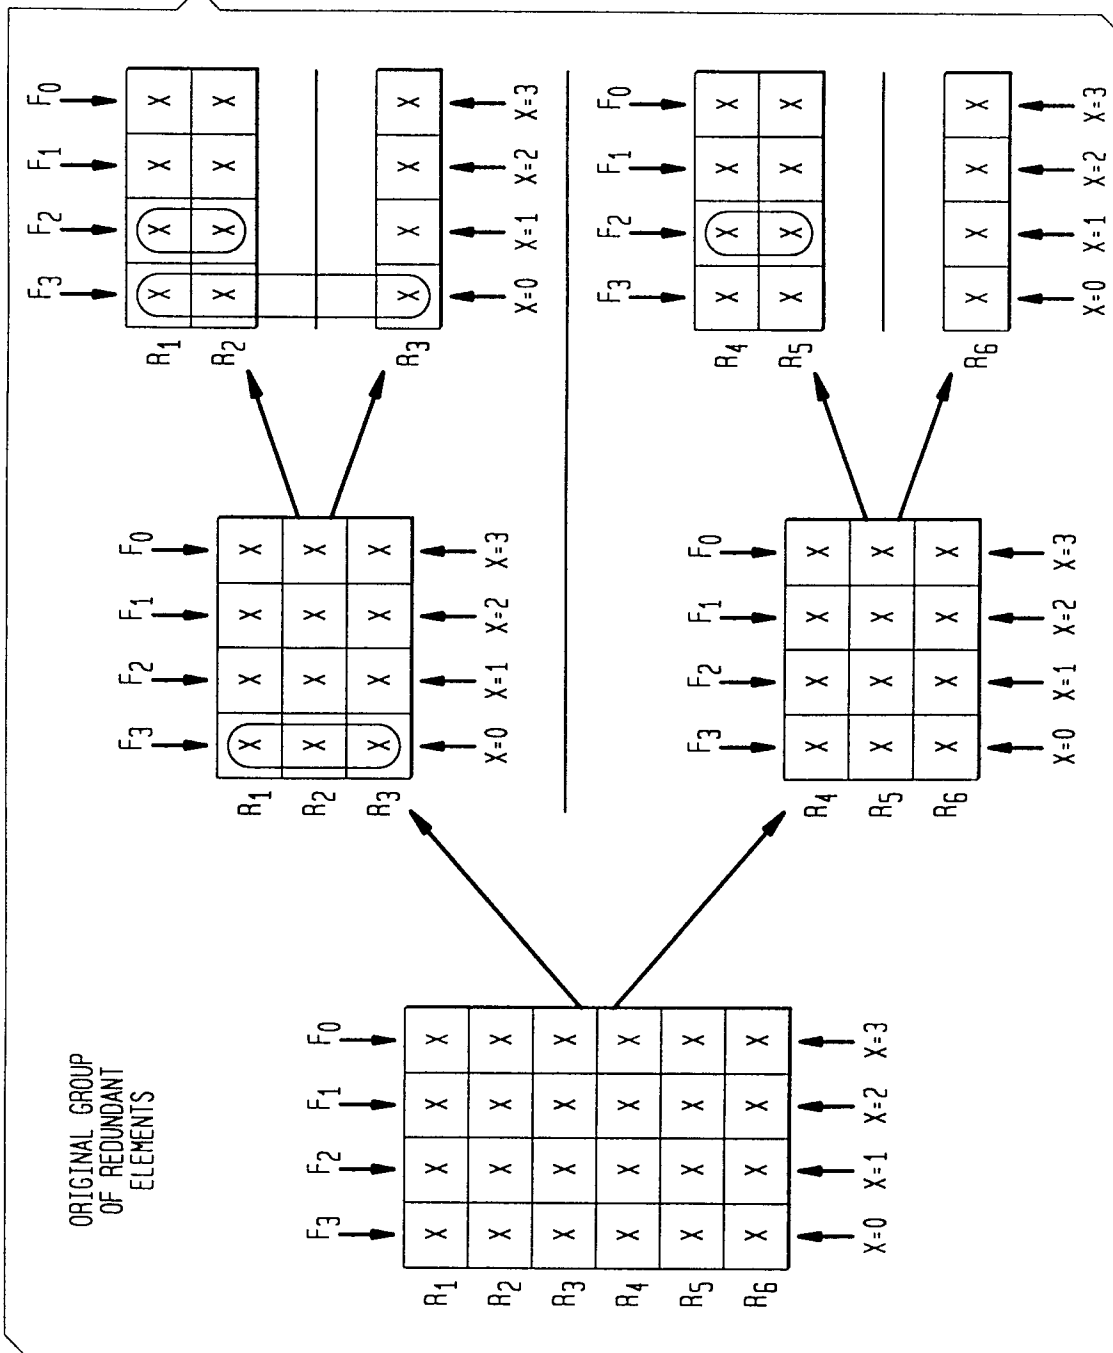 ORIGINAL GROUP
OF REDUNDANT
ELEMENTS
F3 F2 F1 F0
R1 X X X X
R2 X X X X
R3 X X X X
R4 X X X X
R5 X X X X
R6 X X X X
X=0 X=1 X=2 X=3
F3 F2 F1 F0
R1 X X X X
R2 X X X X
R3 X X X X
X=0 X=1 X=2 X=3
F3 F2 F1 F0
R4 X X X X
R5 X X X X
R6 X X X X
X=0 X=1 X=2 X=3
F3 F2 F1 F0
R1 X X X X
R2 X X X X
R3 X X X X
X=0 X=1 X=2 X=3
F3 F2 F1 F0
R4 X X X X
R5 X X X X
R6 X X X X
X=0 X=1 X=2 X=3